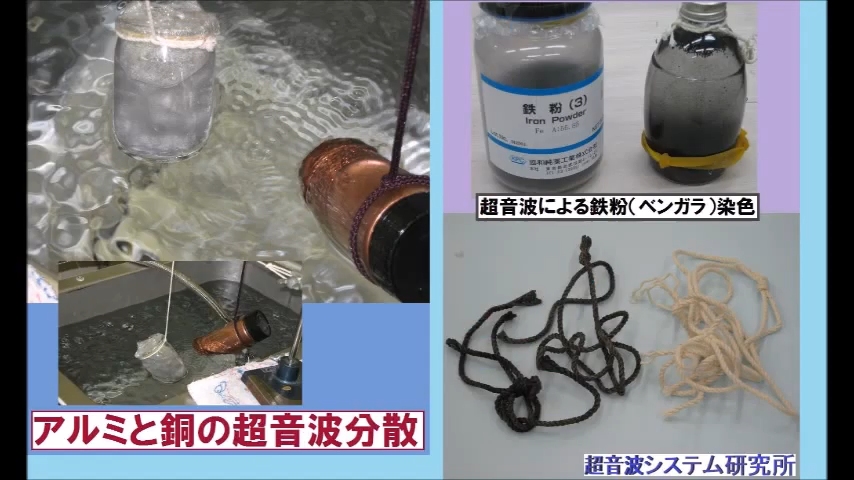 鉄 粉 (3)
Iron Powder
超音波による鉄粉(ベンガラ)染色
アルミと銅の超音波分散
超音波システム研究所